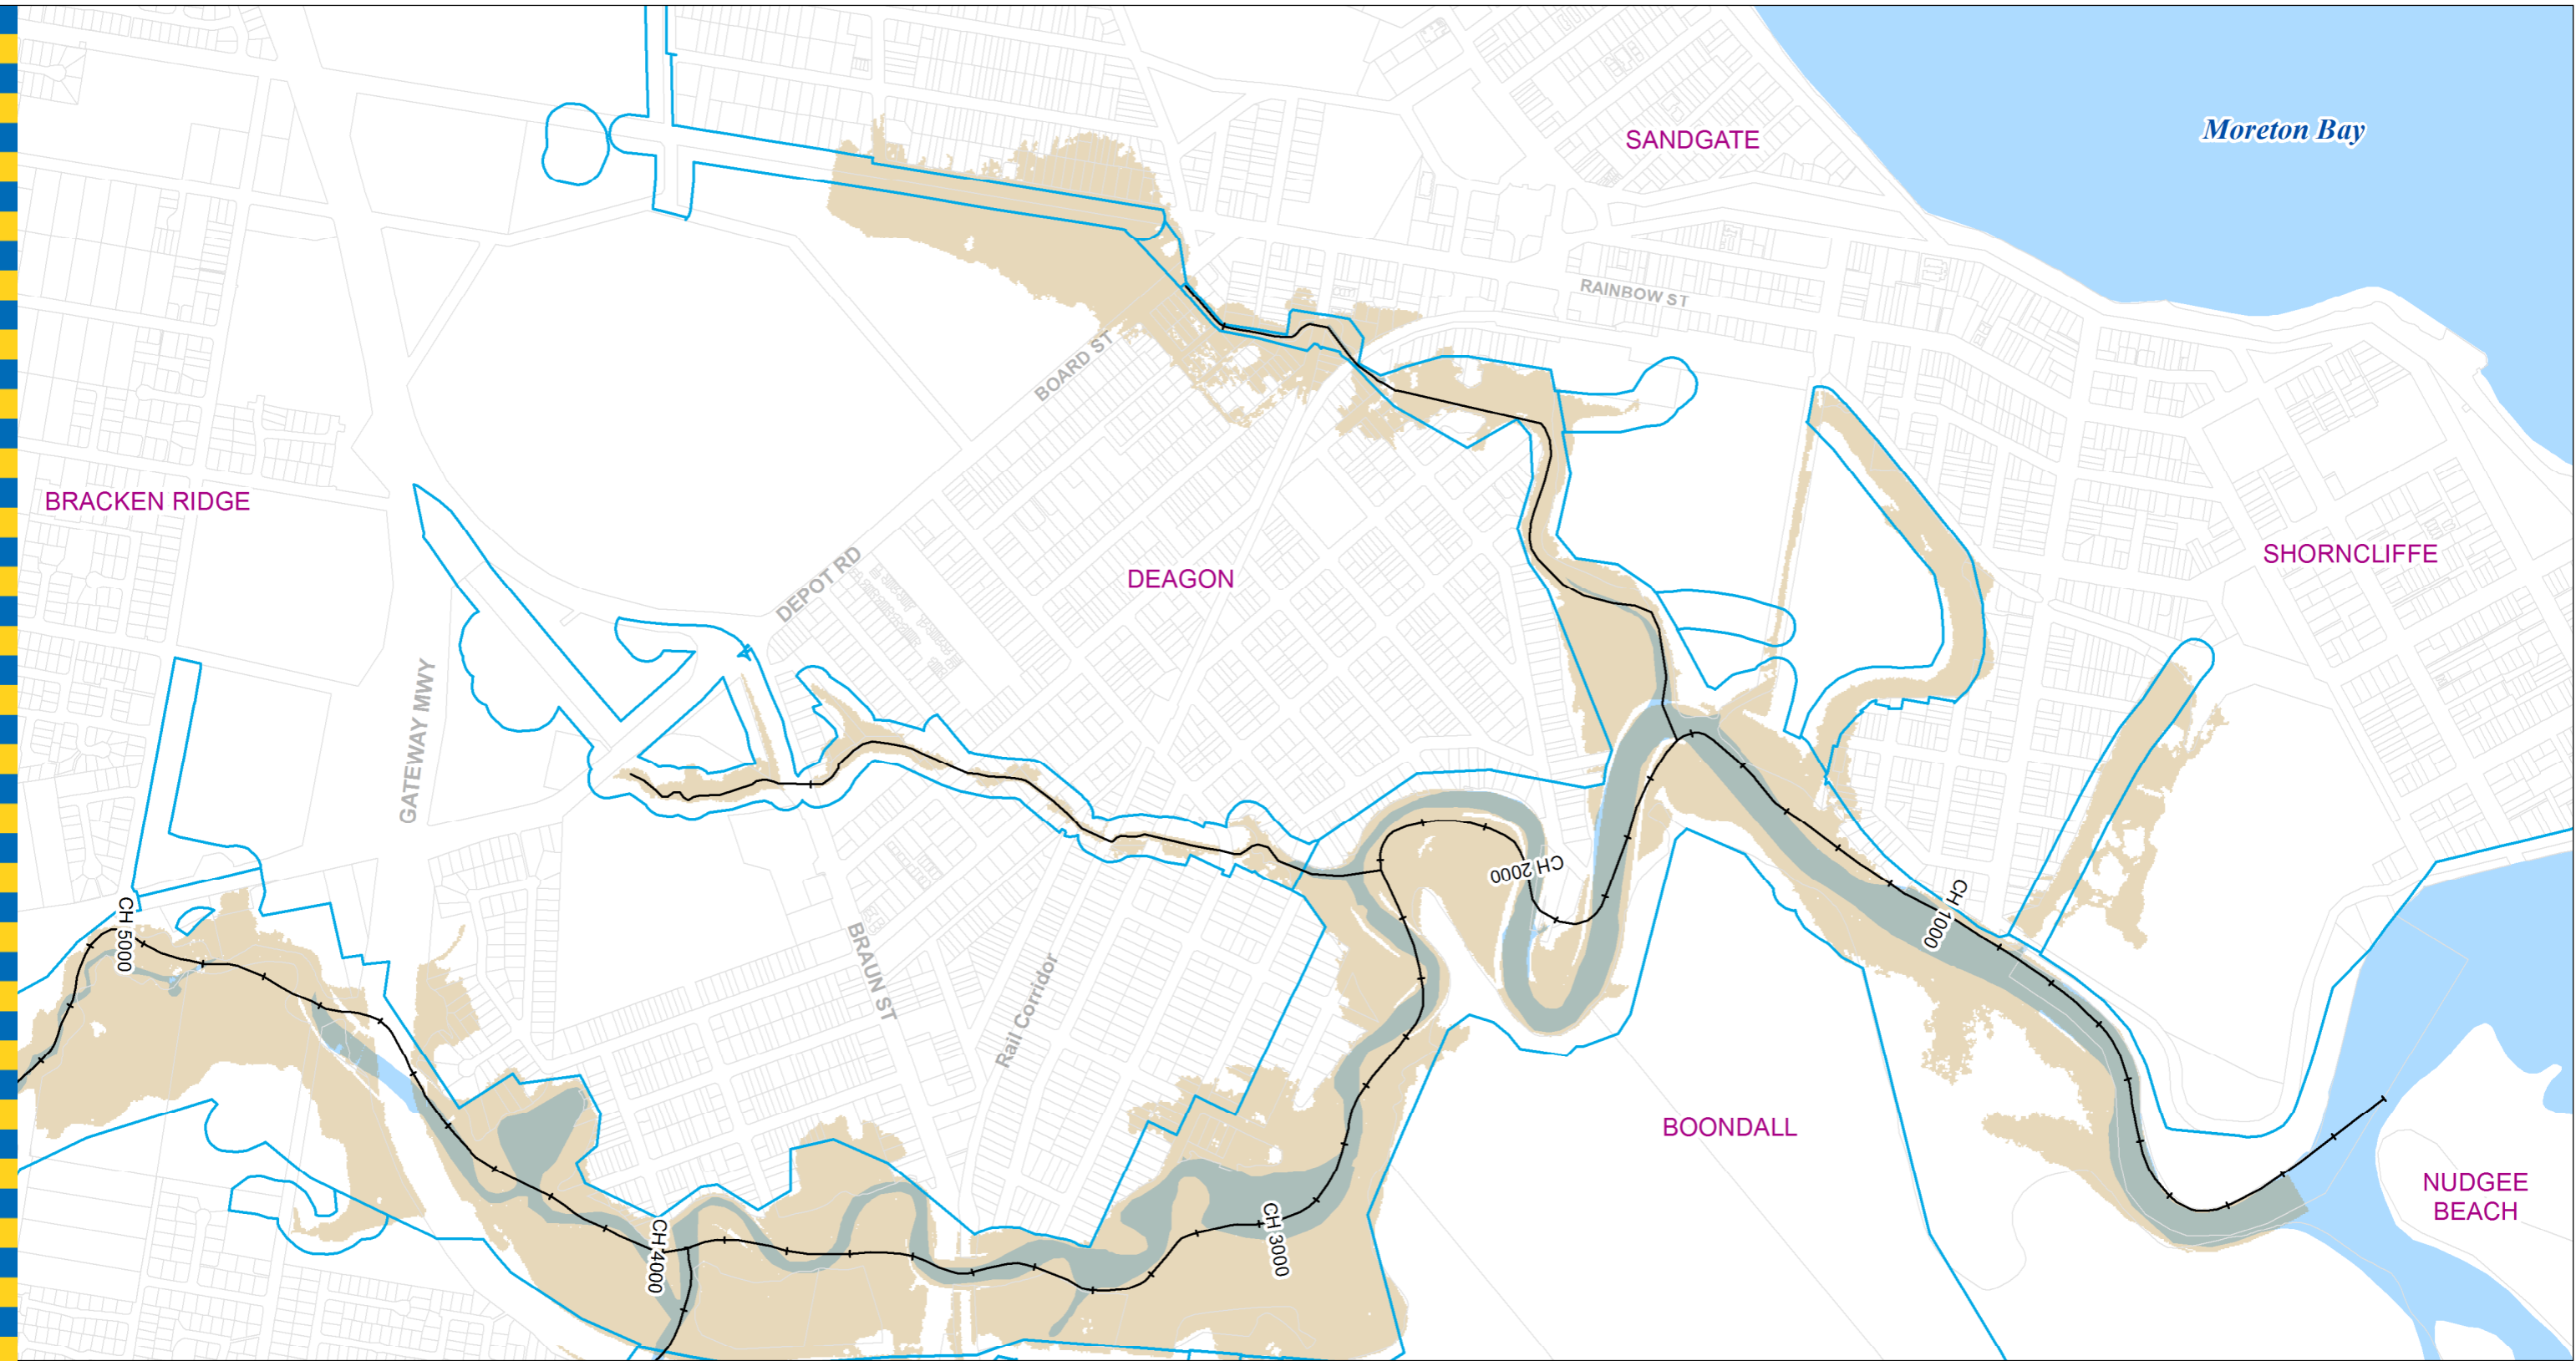 Moreton Bay
SANDGATE
RAINBOW ST
BOARD ST
BRACKEN RIDGE
SHORNCLIFFE
DEPOT RD
DEAGON
GATEWAY MWY
CH 2000
CH 1000
CH 5000
BRAUN ST
Rail Corridor
BOONDALL
NUDGEE
BEACH
CH 4000
CH 3000